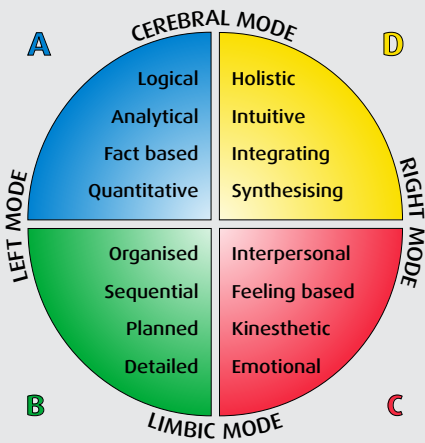 CEREBRAL MODE
A
D
Logical
Analytical
Fact based
Quantitative
Holistic
Intuitive
Integrating
Synthesising
LEFT MODE
RIGHT MODE
Organised
Sequential
Planned
Detailed
Interpersonal
Feeling based
Kinesthetic
Emotional
B
C
LIMBIC MODE